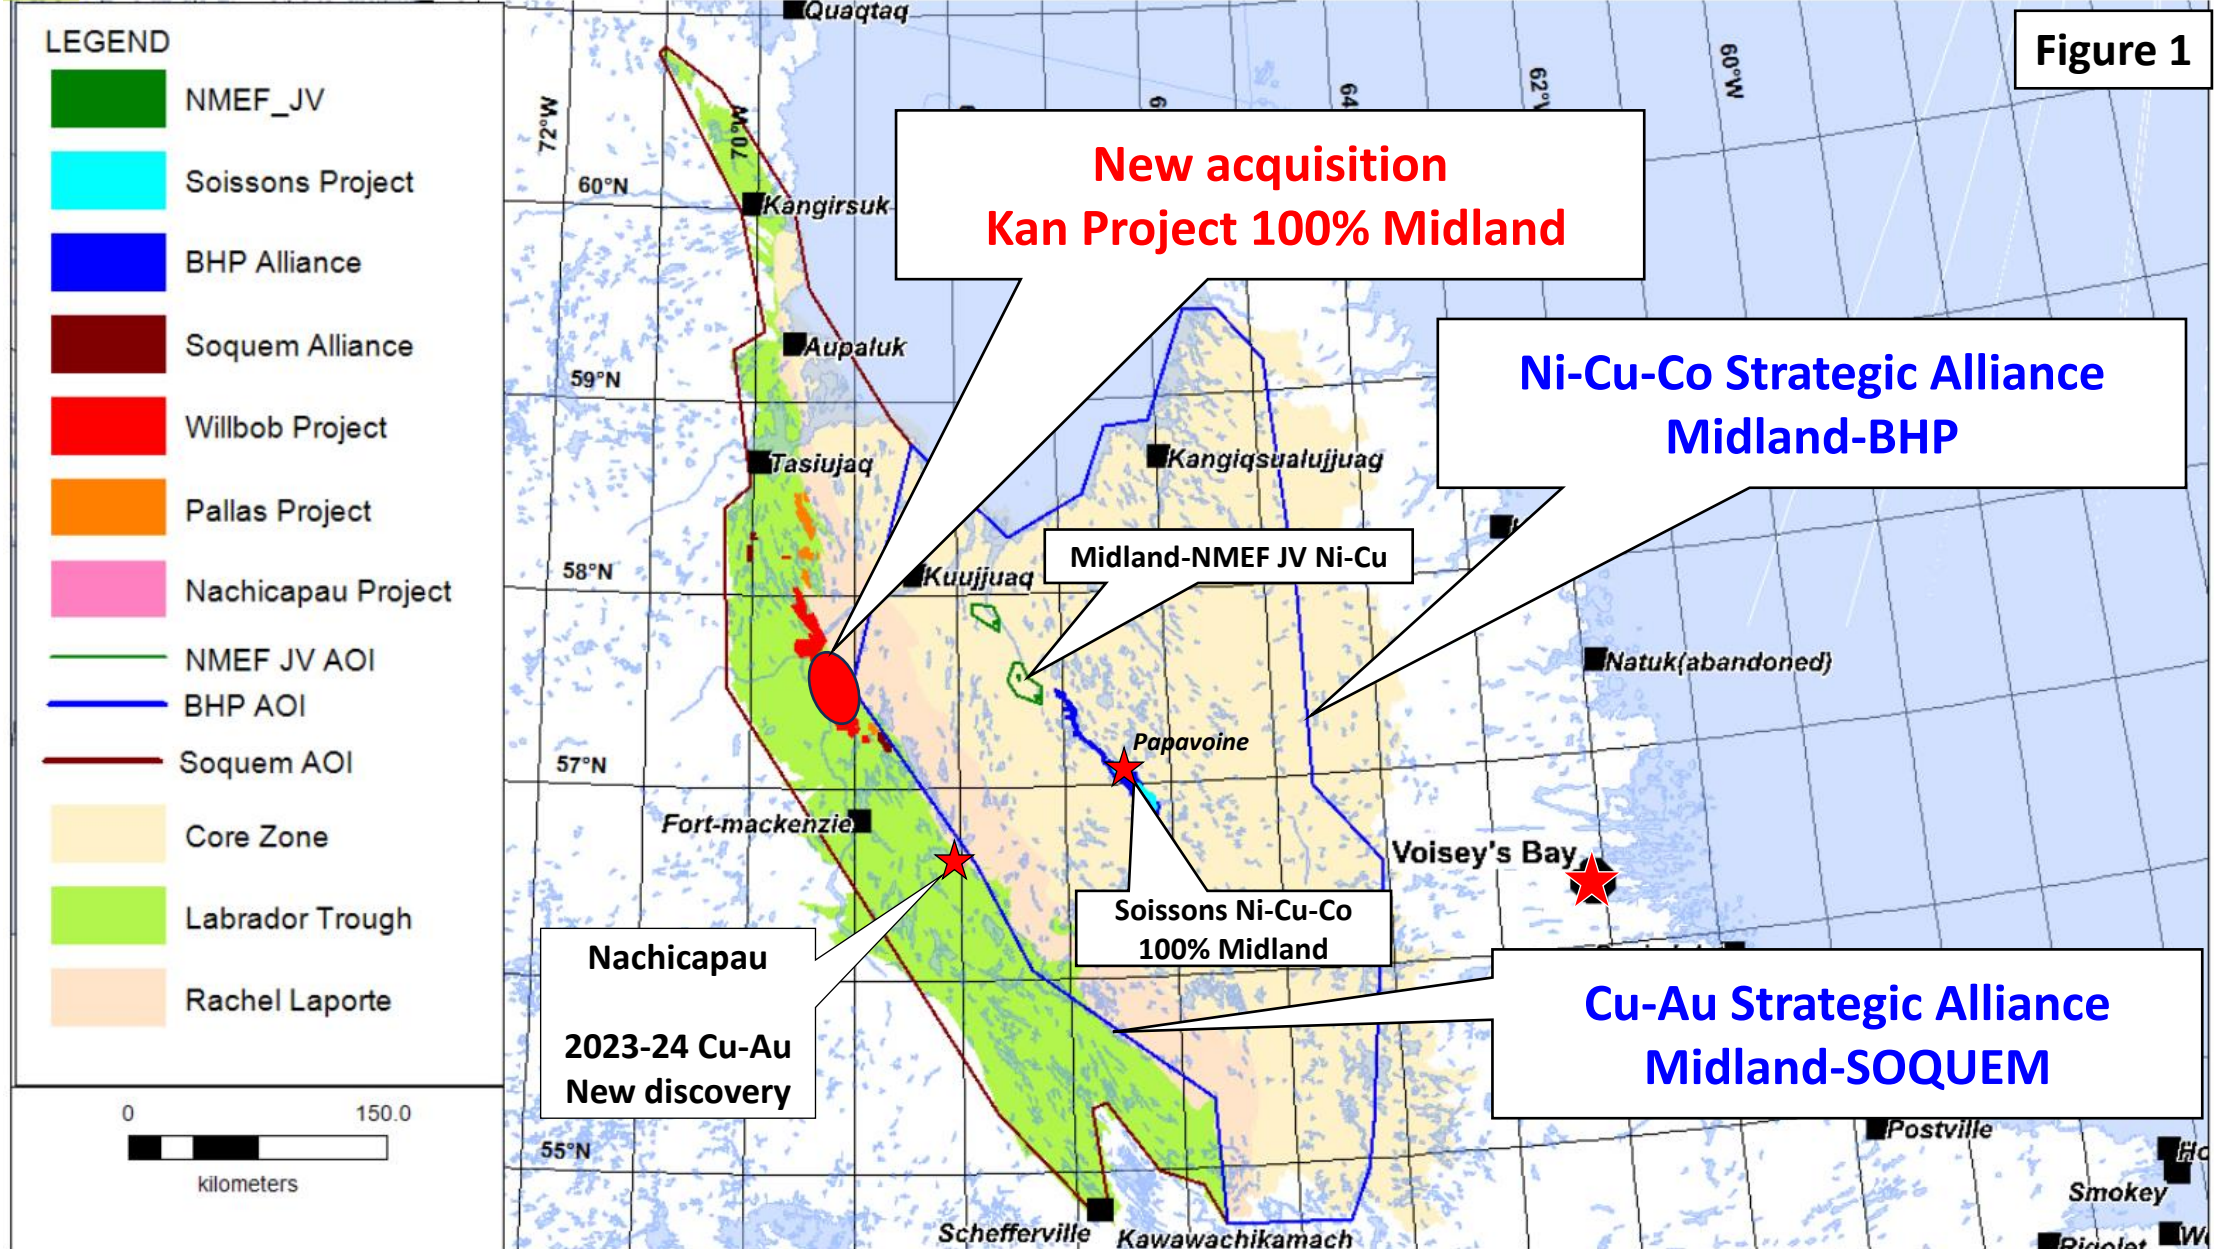 Figure 1
LEGEND
NMEF_JV
Soissons Project
BHP Alliance
Soquem Alliance
Willbob Project
Pallas Project
Nachicapau Project
NMEF JV AOI
BHP AOI
Soquem AOI
Core Zone
Labrador Trough
Rachel Laporte
0 150.0
kilometers
Quaqtaq
72°W
70°W
64
60°W
60°N
Kangirsuk
New acquisition
Kan Project 100% Midland
Aupaluk
59°N
Ni-Cu-Co Strategic Alliance
Midland-BHP
Tasiujaq
Kangiqsualujjuag
58°N
Kuujjuaq
Midland-NMEF JV Ni-Cu
Natuk(abandoned)
57°N
Papavoine
Fort-mackenzie
Voisey's Bay
Soissons Ni-Cu-Co
100% Midland
Nachicapau
2023-24 Cu-Au
New discovery
Cu-Au Strategic Alliance
Midland-SOQUEM
55°N
Postville
Smokey
Schefferville
Kawawachikamach
Rigolet